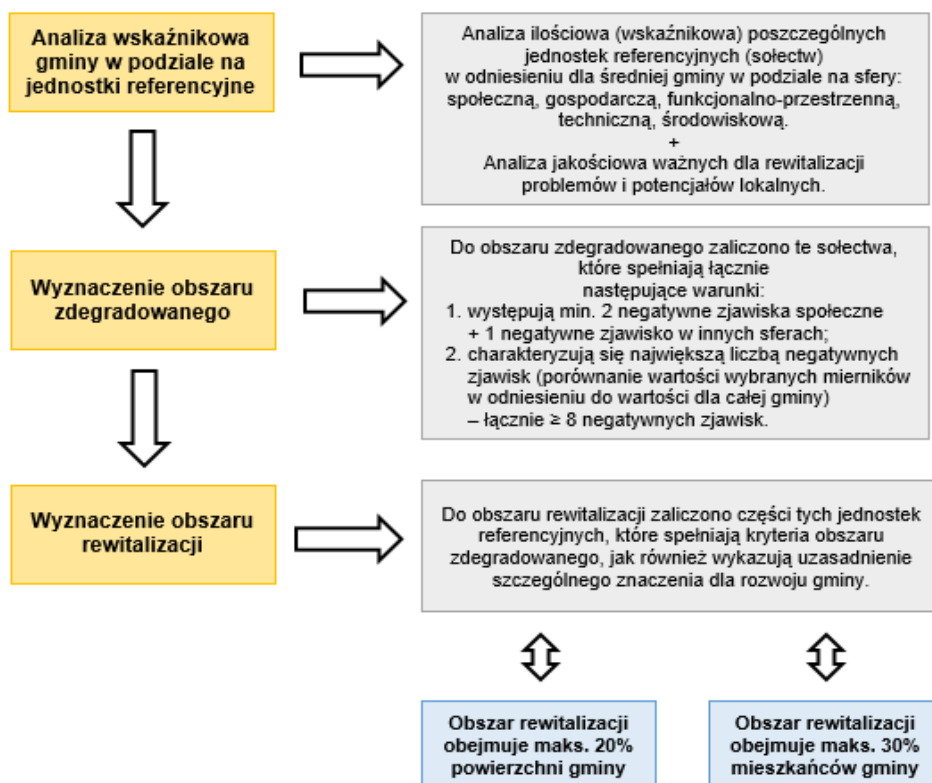 Analiza wskaźnikowa
gminy w podziale na
jednostki referencyjne
Analiza ilościowa (wskaźnikowa) poszczególnych
jednostek referencyjnych (sołectw)
w odniesieniu dla średniej gminy w podziale na sfery:
społeczną, gospodarczą, funkcjonalno-przestrzenną,
techniczną, środowiskową.
+
Analiza jakościowa ważnych dla rewitalizacji
problemów i potencjałów lokalnych.
Wyznaczenie obszaru
zdegradowanego
Do obszaru zdegradowanego zaliczono te sołectwa,
które spełniają łącznie
następujące warunki:
1. występują min. 2 negatywne zjawiska społeczne
+ 1 negatywne zjawisko w innych sferach;
2. charakteryzują się największą liczbą negatywnych
zjawisk (porównanie wartości wybranych mierników
w odniesieniu do wartości dla całej gminy)
– łącznie ≥ 8 negatywnych zjawisk.
Wyznaczenie obszaru
rewitalizacji
Do obszaru rewitalizacji zaliczono części tych jednostek
referencyjnych, które spełniają kryteria obszaru
zdegradowanego, jak również wykazują uzasadnienie
szczególnego znaczenia dla rozwoju gminy.
Obszar rewitalizacji
obejmuje maks. 20%
powierzchni gminy
Obszar rewitalizacji
obejmuje maks. 30%
mieszkańców gminy